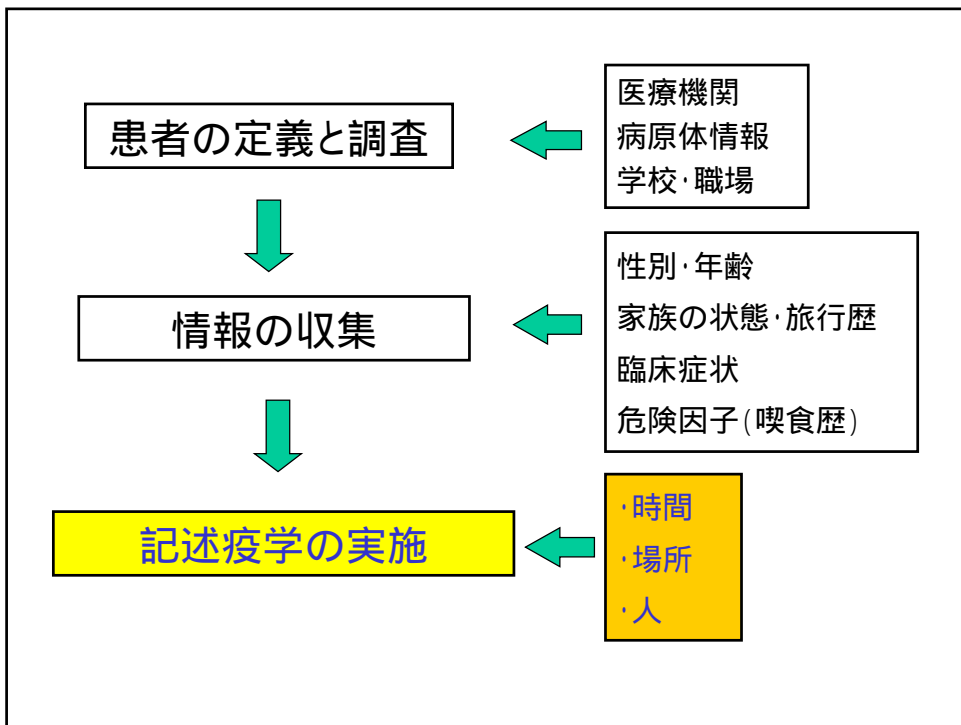 患者の定義と調査
医療機関
病原体情報
学校・職場
情報の収集
性別・年齢
家族の状態・旅行歴
臨床症状
危険因子(喫食歴)
記述疫学の実施
・時間
・場所
・人